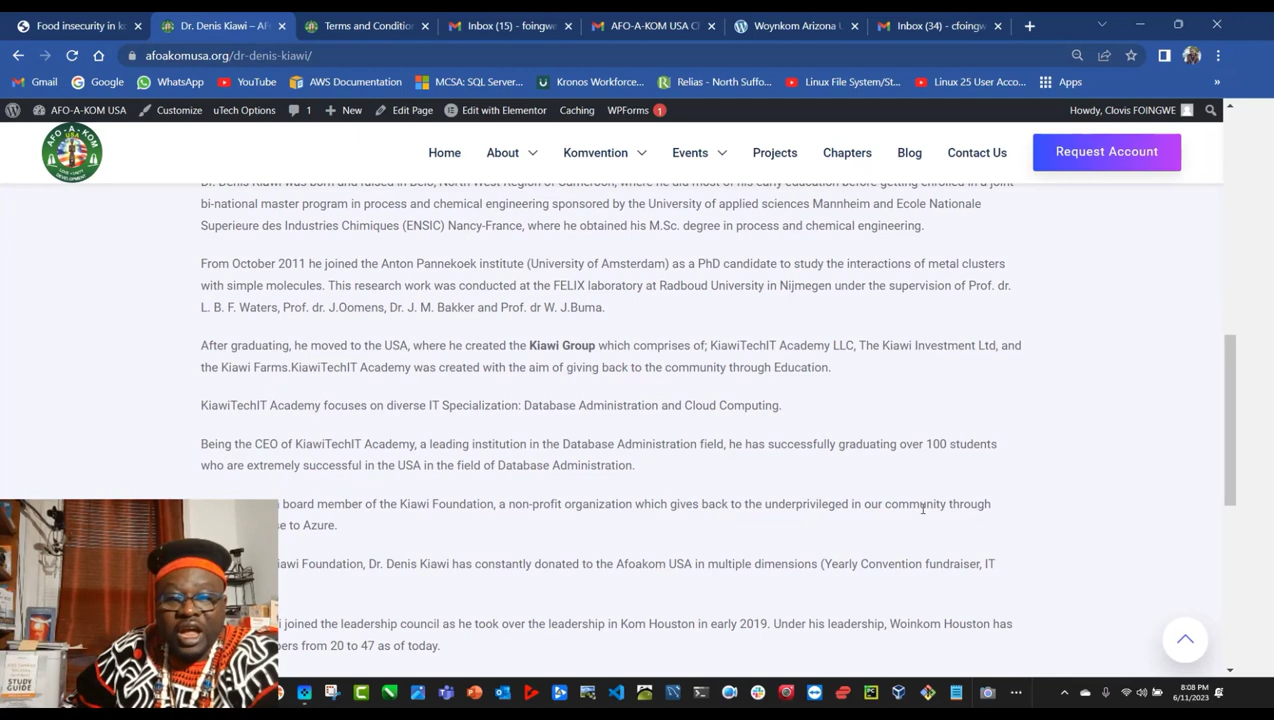 Food insecurity in ko
Dr. Denis Kiawi – AFO
Terms and Condition
Inbox (15) - foingwe
AFO-A-KOM USA C
Woynkom Arizona L
Inbox (34) - cfoingw
afoakomusa.org/dr-denis-kiawi/
Gmail
Google
WhatsApp
YouTube
AWS Documentation
MCSA: SQL Server...
Kronos Workforce...
Relias - North Suffo...
Linux File System/St...
Linux 25 User Acco...
Apps
»
AFO-A-KOM USA
Customize
uTech Options
1
New
Edit Page
Edit with Elementor
Caching
WPForms 1
Howdy, Clovis FOINGWE
AFO-A-KOM
USA
Home
About
Komvention
Events
Projects
Chapters
Blog
Contact Us
Request Account
Dr. Denis Kiawi was born and raised in Belo, North West Region of Cameroon, where he did most of his early education before getting enrolled in a joint
bi-national master program in process and chemical engineering sponsored by the University of applied sciences Mannheim and Ecole Nationale
Superieure des Industries Chimiques (ENSIC) Nancy-France, where he obtained his M.Sc. degree in process and chemical engineering.
From October 2011 he joined the Anton Pannekoek institute (University of Amsterdam) as a PhD candidate to study the interactions of metal clusters
with simple molecules. This research work was conducted at the FELIX laboratory at Radboud University in Nijmegen under the supervision of Prof. dr.
L. B. F. Waters, Prof. dr. J.Oomens, Dr. J. M. Bakker and Prof. dr W. J.Buma.
After graduating, he moved to the USA, where he created the Kiawi Group which comprises of; KiawiTechIT Academy LLC, The Kiawi Investment Ltd, and
the Kiawi Farms.KiawiTechIT Academy was created with the aim of giving back to the community through Education.
KiawiTechIT Academy focuses on diverse IT Specialization: Database Administration and Cloud Computing.
Being the CEO of KiawiTechIT Academy, a leading institution in the Database Administration field, he has successfully graduating over 100 students
who are extremely successful in the USA in the field of Database Administration.
board member of the Kiawi Foundation, a non-profit organization which gives back to the underprivileged in our community through
se to Azure.
iawi Foundation, Dr. Denis Kiawi has constantly donated to the Afoakom USA in multiple dimensions (Yearly Convention fundraiser, IT
i joined the leadership council as he took over the leadership in Kom Houston in early 2019. Under his leadership, Woinkom Houston has
bers from 20 to 47 as of today.
STUDY
GUIDE
8:08 PM
6/11/2023